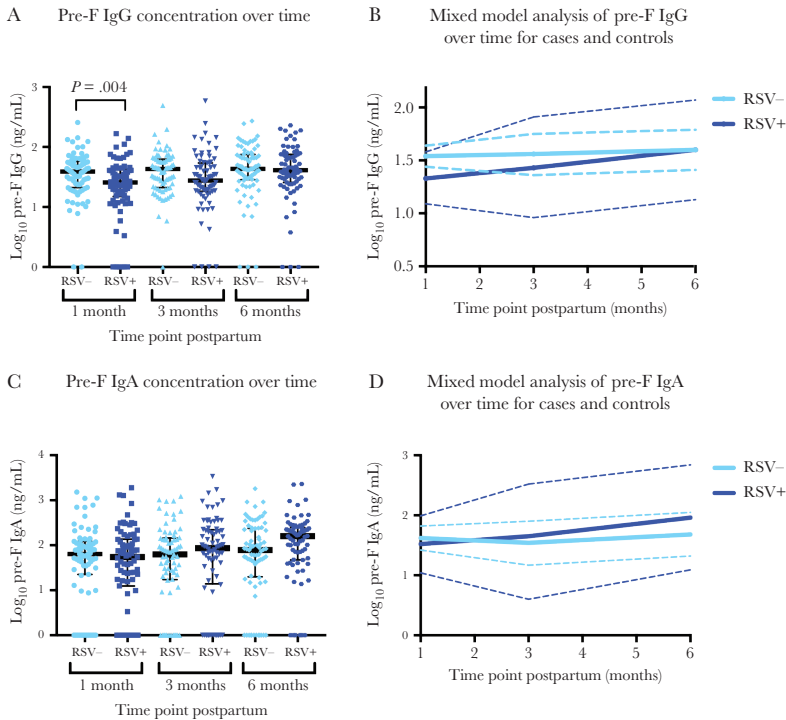 A
Pre-F IgG concentration over time
Log10 pre-F IgG (ng/mL)
3
2
1
0
P = .004
RSV– RSV+ RSV– RSV+ RSV– RSV+
1 month 3 months 6 months
Time point postpartum
B
Mixed model analysis of pre-F IgG
over time for cases and controls
Log10 pre-F IgG (ng/mL)
2.0
1.5
1.0
0.5
1 2 3 4 5 6
Time point postpartum (months)
RSV–
RSV+
C
Pre-F IgA concentration over time
Log10 pre-F IgA (ng/mL)
4
3
2
1
0
RSV– RSV+ RSV– RSV+ RSV– RSV+
1 month 3 months 6 months
Time point postpartum
D
Mixed model analysis of pre-F IgA
over time for cases and controls
Log10 pre-F IgA (ng/mL)
3
2
1
0
1 2 3 4 5 6
Time point postpartum (months)
RSV–
RSV+